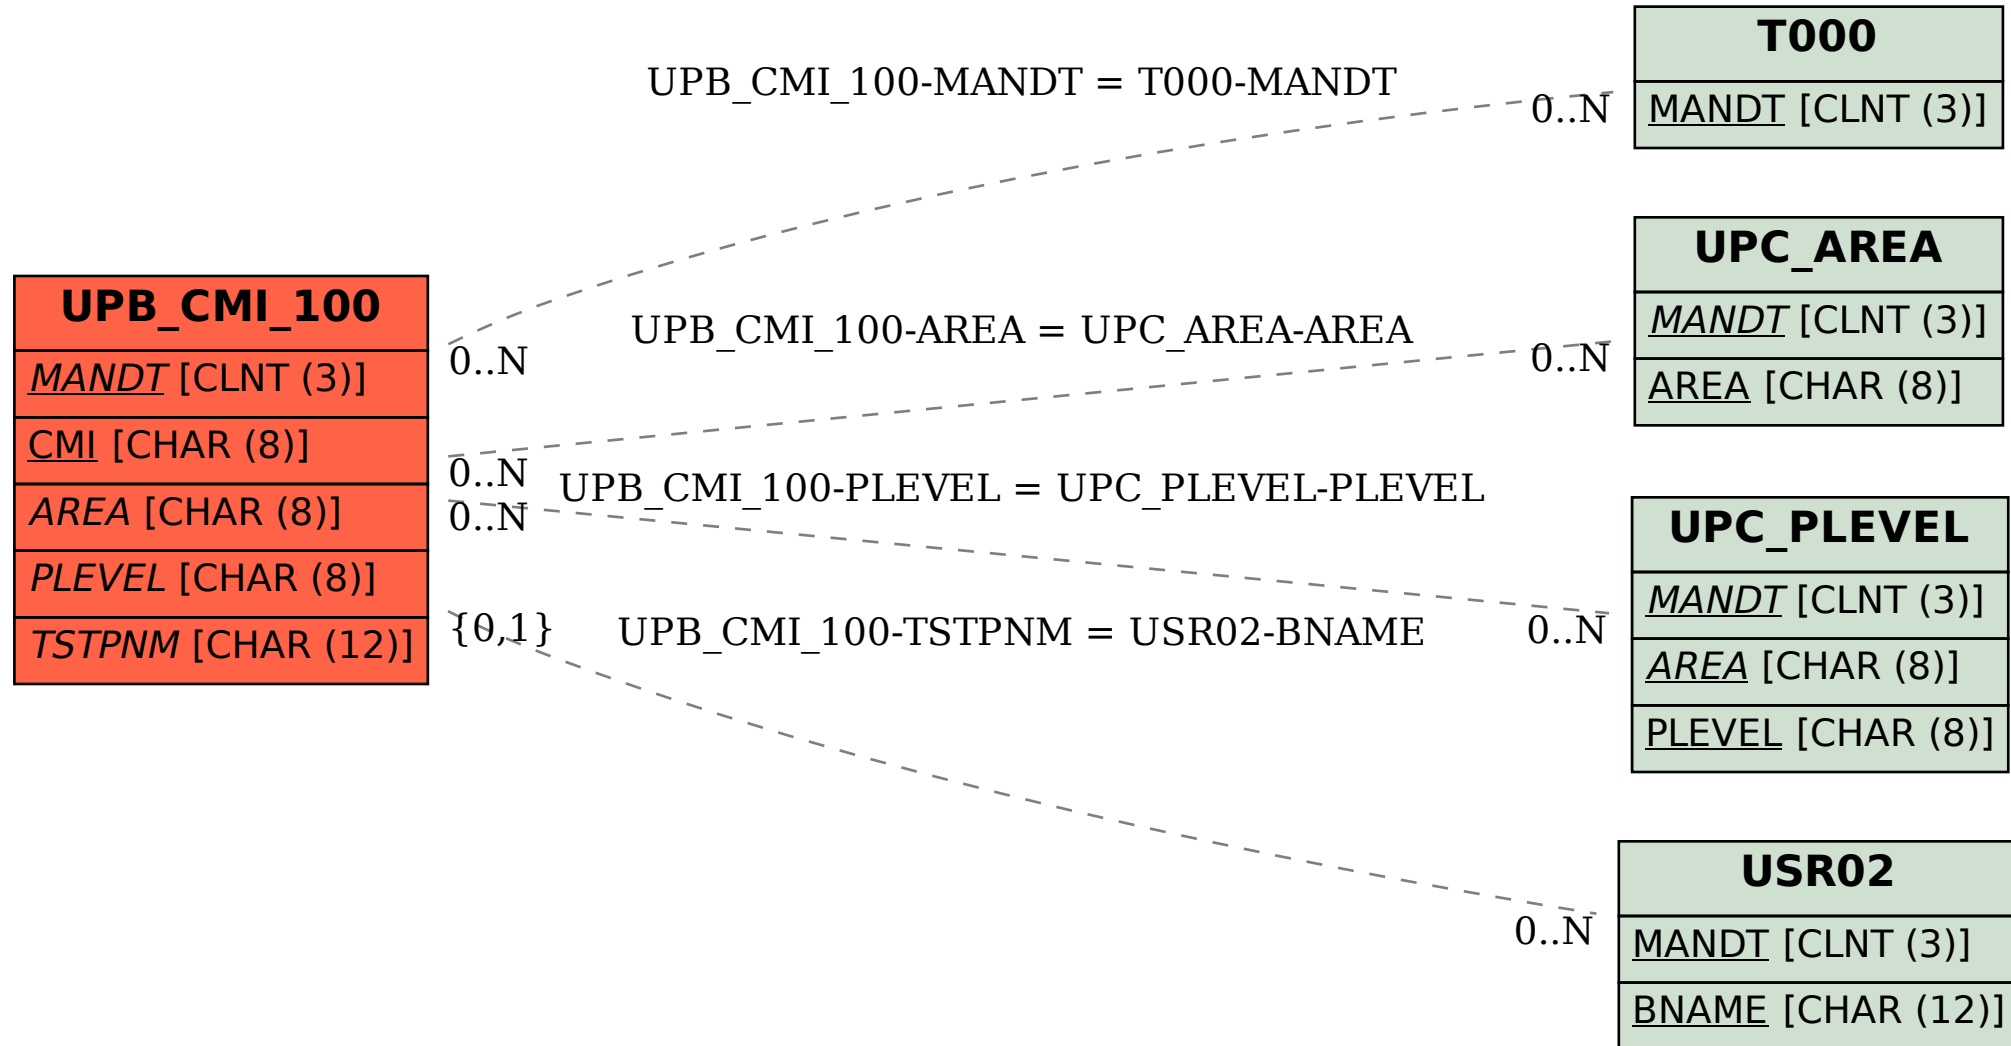 T000
MANDT [CLNT (3)]
UPB_CMI_100-MANDT = T000-MANDT
0..N
UPC_AREA
MANDT [CLNT (3)]
AREA [CHAR (8)]
UPB_CMI_100
MANDT [CLNT (3)]
CMI [CHAR (8)]
AREA [CHAR (8)]
PLEVEL [CHAR (8)]
TSTPNM [CHAR (12)]
0..N
UPB_CMI_100-AREA = UPC_AREA-AREA
0..N
0..N
UPB_CMI_100-PLEVEL = UPC_PLEVEL-PLEVEL
0..N
UPC_PLEVEL
MANDT [CLNT (3)]
AREA [CHAR (8)]
PLEVEL [CHAR (8)]
{0,1}
UPB_CMI_100-TSTPNM = USR02-BNAME
0..N
USR02
MANDT [CLNT (3)]
BNAME [CHAR (12)]
0..N